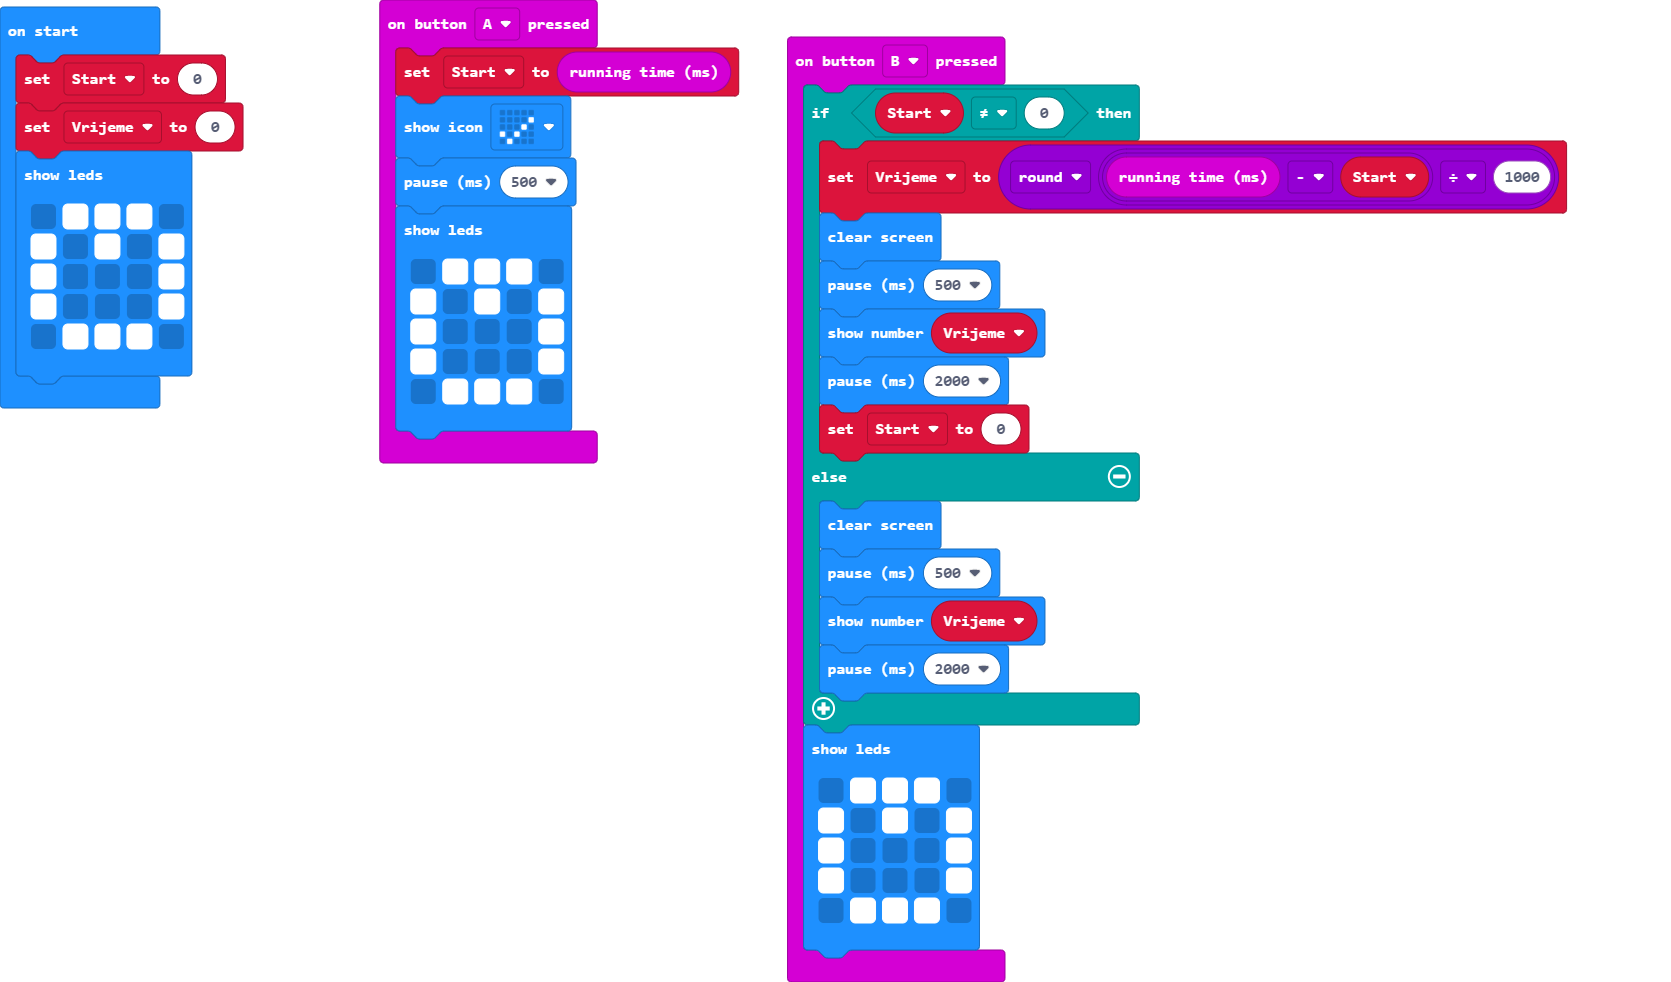 on start
set Start to 0
set Vrijeme to 0
show leds
on button A pressed
set Start to running time (ms)
show icon
pause (ms) 500
show leds
on button B pressed
if Start ≠ 0 then
set Vrijeme to round running time (ms) - Start ÷ 1000
clear screen
pause (ms) 500
show number Vrijeme
pause (ms) 2000
set Start to 0
else
clear screen
pause (ms) 500
show number Vrijeme
pause (ms) 2000
show leds